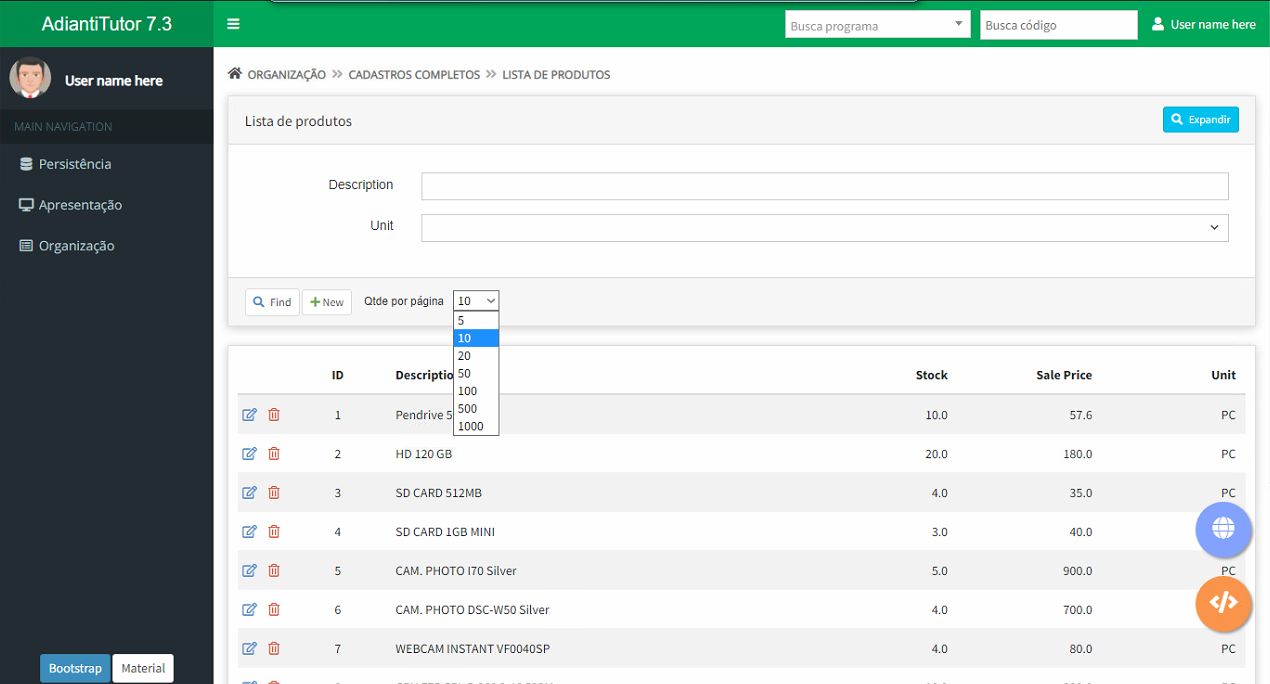 AdiantiTutor 7.3
Busca programa
Busca código
User name here
User name here
MAIN NAVIGATION
Persistência
Apresentação
Organização
Bootstrap
Material
ORGANIZAÇÃO » CADASTROS COMPLETOS » LISTA DE PRODUTOS
Lista de produtos
Expandir
Description
Unit
Find
New
Qtde por página
10
5
10
20
50
100
500
1000
ID Descriptio Stock Sale Price Unit
1 Pendrive 5 10.0 57.6 PC
2 HD 120 GB 20.0 180.0 PC
3 SD CARD 512MB 4.0 35.0 PC
4 SD CARD 1GB MINI 3.0 40.0
5 CAM. PHOTO I70 Silver 5.0 900.0 PC
6 CAM. PHOTO DSC-W50 Silver 4.0 700.0
7 WEBCAM INSTANT VF0040SP 4.0 80.0 PC